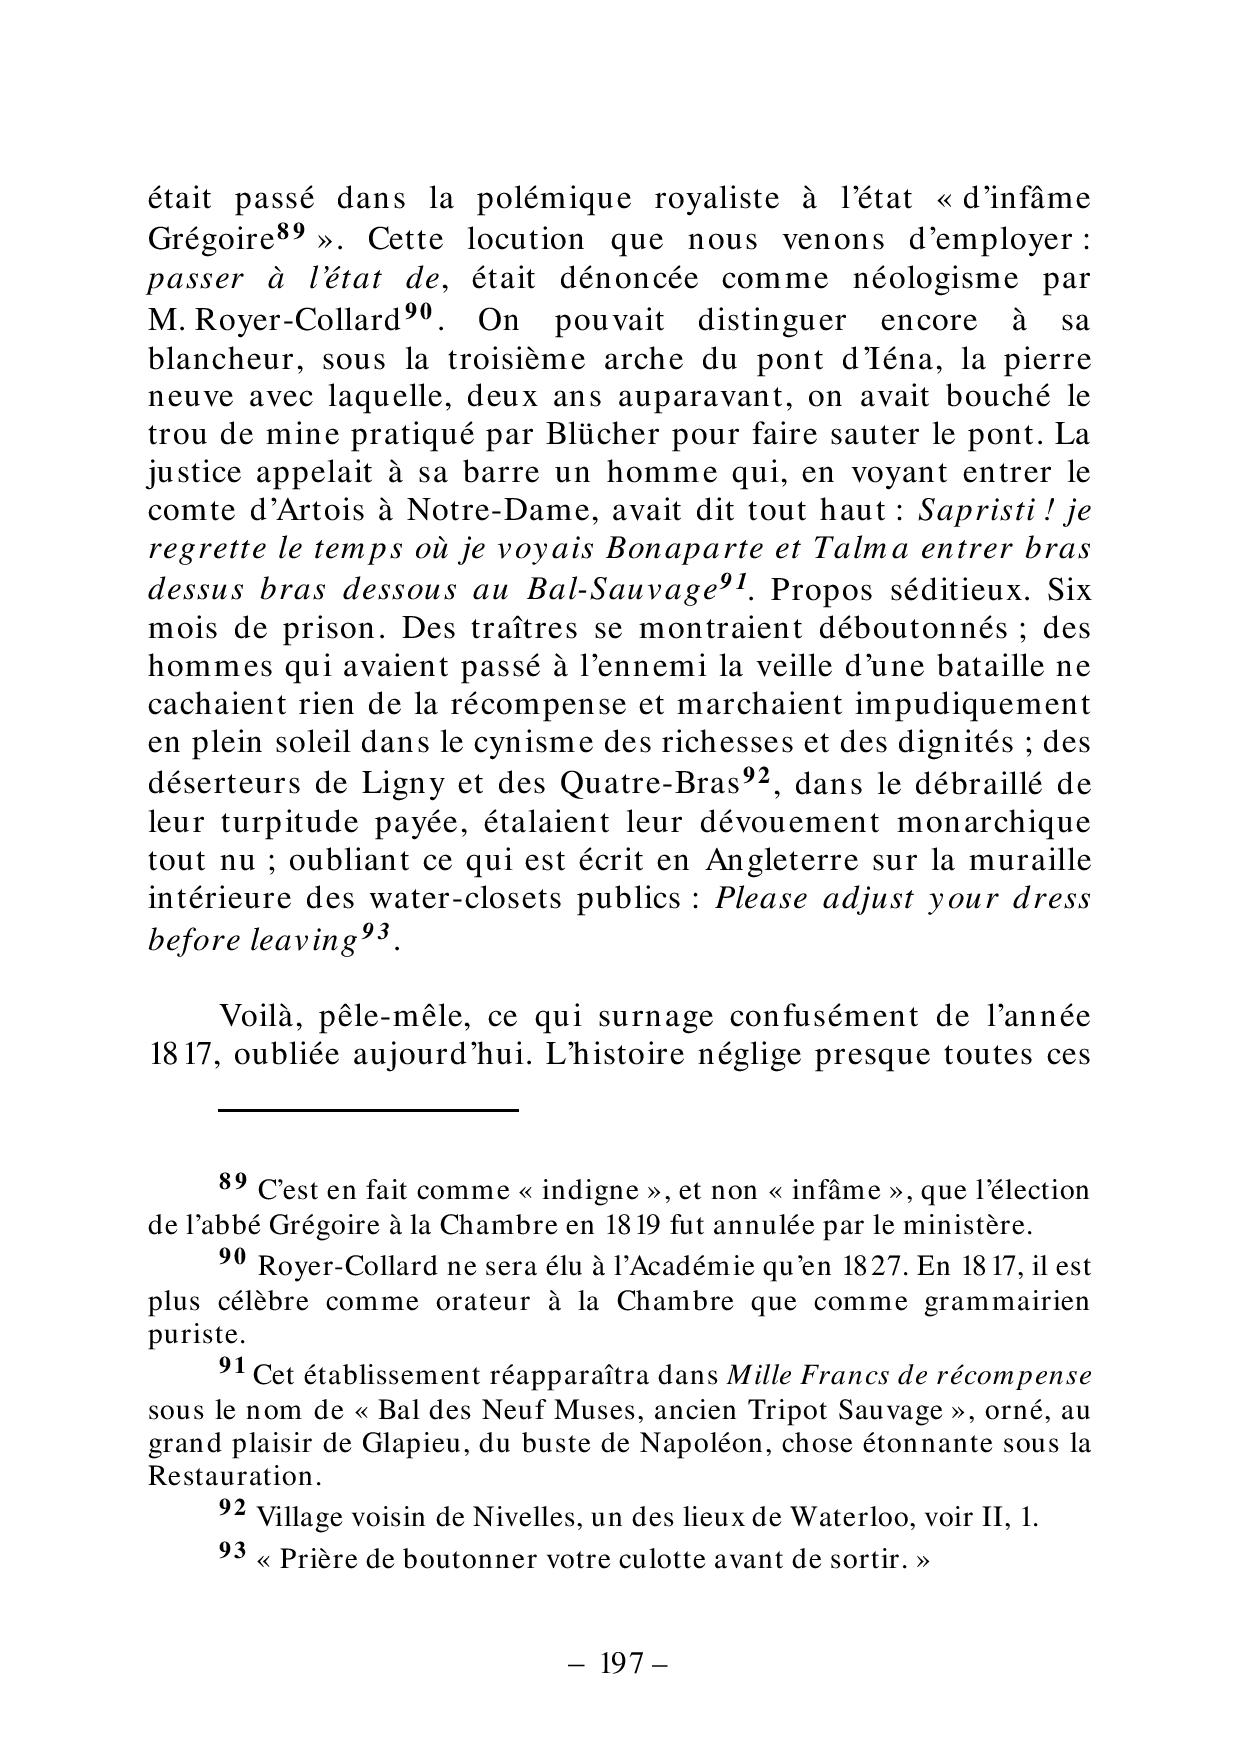 était passé dans la polémique royaliste à l’état « d’infâme
Grégoire89 ». Cette locution que nous venons d’employer :
passer à l’état de, était dénoncée comme néologisme par
M. Royer-Collard90. On pouvait distinguer encore à sa
blancheur, sous la troisième arche du pont d’Iéna, la pierre
neuve avec laquelle, deux ans auparavant, on avait bouché le
trou de mine pratiqué par Blücher pour faire sauter le pont. La
justice appelait à sa barre un homme qui, en voyant entrer le
comte d’Artois à Notre-Dame, avait dit tout haut : Sapristi ! je
regrette le temps où je voyais Bonaparte et Talma entrer bras
dessus bras dessous au Bal-Sauvage91. Propos séditieux. Six
mois de prison. Des traîtres se montraient déboutonnés ; des
hommes qui avaient passé à l’ennemi la veille d’une bataille ne
cachaient rien de la récompense et marchaient impudiquement
en plein soleil dans le cynisme des richesses et des dignités ; des
déserteurs de Ligny et des Quatre-Bras92, dans le débraillé de
leur turpitude payée, étalaient leur dévouement monarchique
tout nu ; oubliant ce qui est écrit en Angleterre sur la muraille
intérieure des water-closets publics : Please adjust your dress
before leaving93.
Voilà, pêle-mêle, ce qui surnage confusément de l’année
1817, oubliée aujourd’hui. L’histoire néglige presque toutes ces
89 C’est en fait comme « indigne », et non « infâme », que l’élection
de l’abbé Grégoire à la Chambre en 1819 fut annulée par le ministère.
90 Royer-Collard ne sera élu à l’Académie qu’en 1827. En 1817, il est
plus célèbre comme orateur à la Chambre que comme grammairien
puriste.
91 Cet établissement réapparaîtra dans Mille Francs de récompense
sous le nom de « Bal des Neuf Muses, ancien Tripot Sauvage », orné, au
grand plaisir de Glapieu, du buste de Napoléon, chose étonnante sous la
Restauration.
92 Village voisin de Nivelles, un des lieux de Waterloo, voir II, 1.
93 « Prière de boutonner votre culotte avant de sortir. »
– 197 –